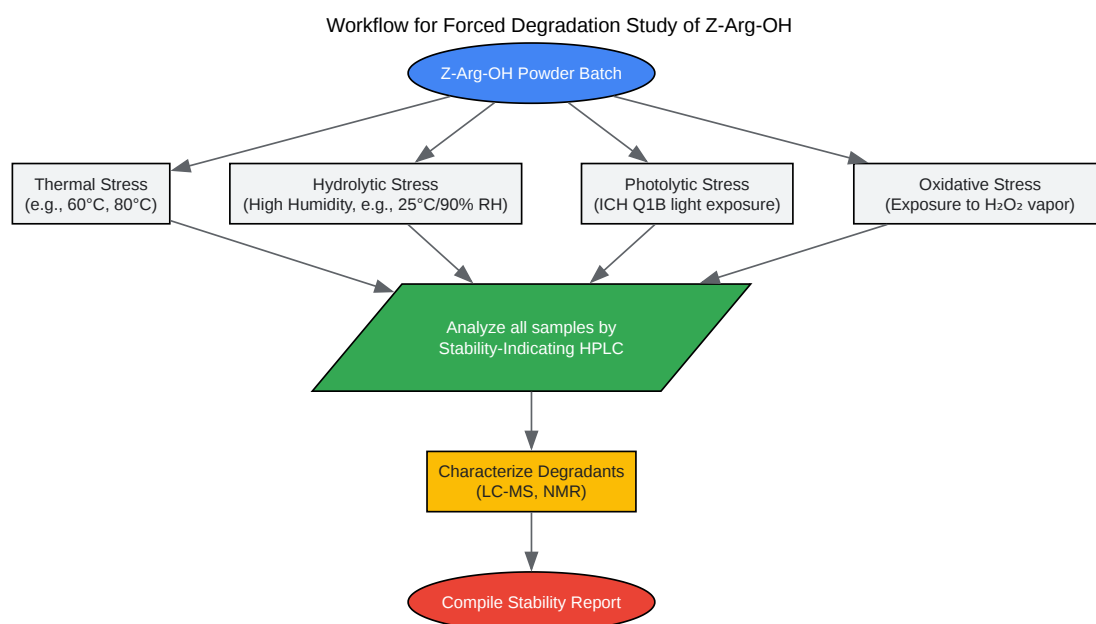 Workflow for Forced Degradation Study of Z-Arg-OH
Z-Arg-OH Powder Batch
Thermal Stress
(e.g., 60°C, 80°C)
Hydrolytic Stress
(High Humidity, e.g., 25°C/90% RH)
Photolytic Stress
(ICH Q1B light exposure)
Oxidative Stress
(Exposure to H₂O₂ vapor)
Analyze all samples by
Stability-Indicating HPLC
Characterize Degradants
(LC-MS, NMR)
Compile Stability Report